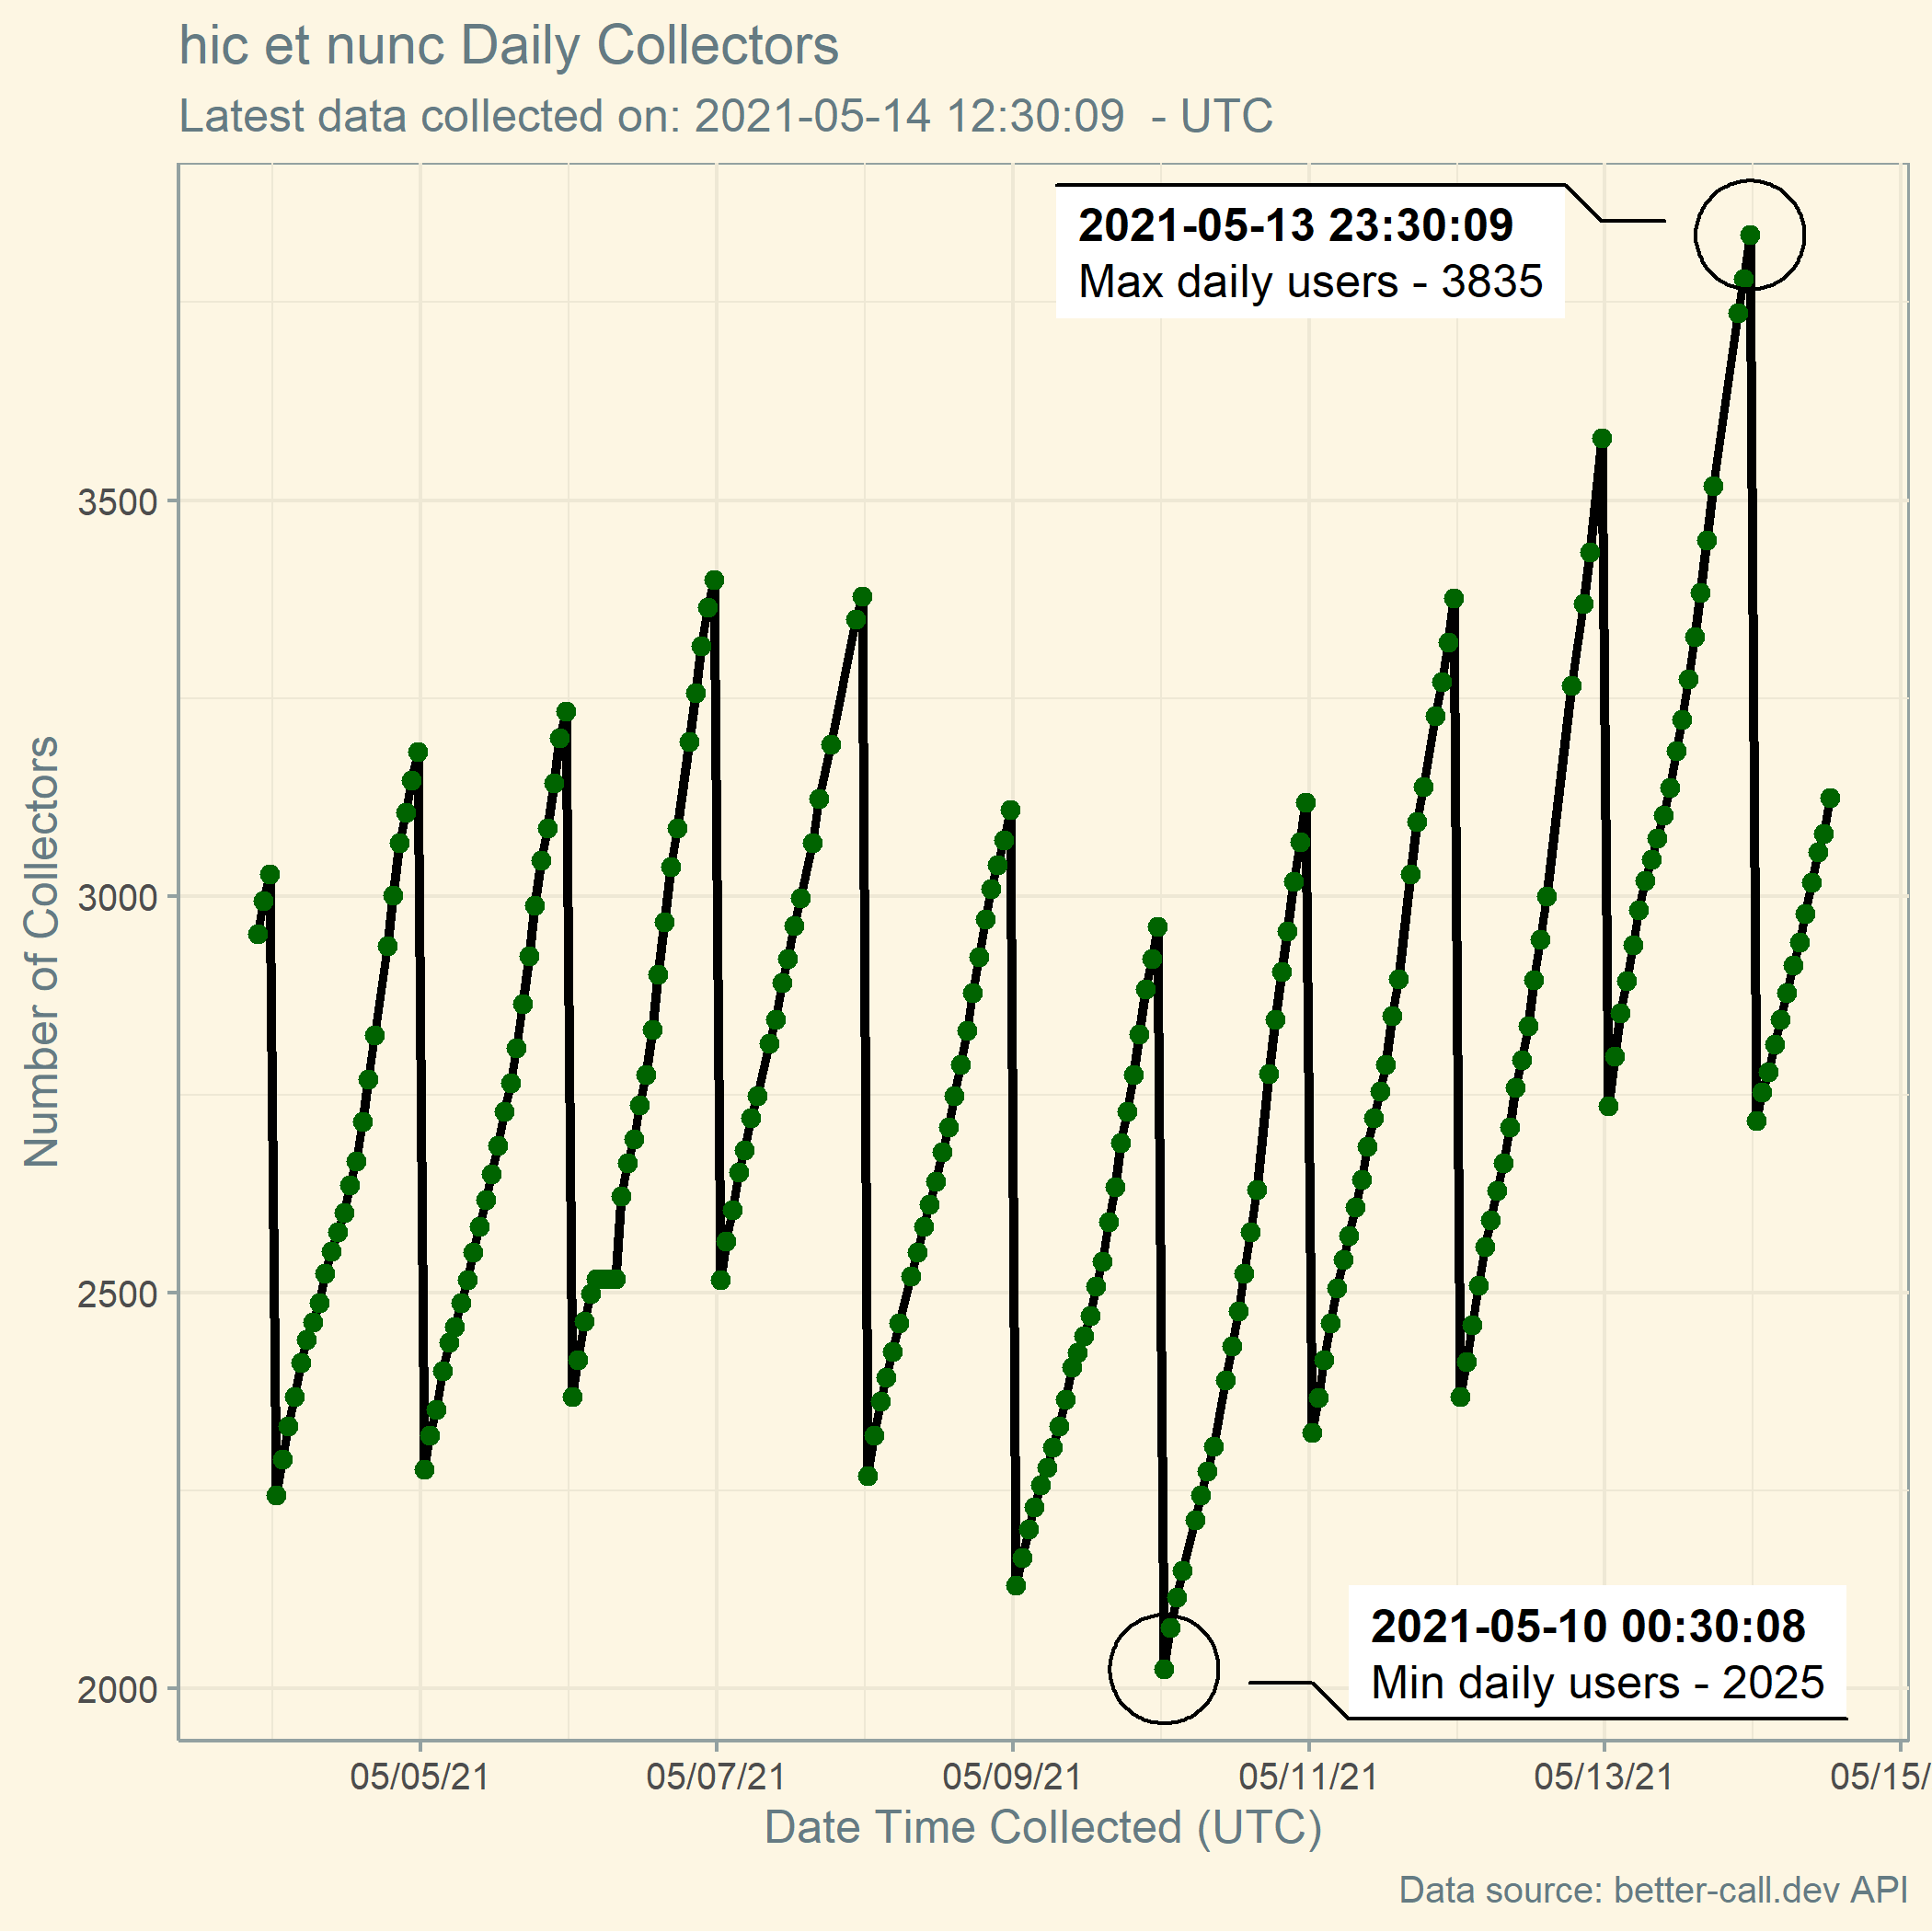 hic et nunc Daily Collectors
Latest data collected on: 2021-05-14 12:30:09  - UTC
2021-05-13 23:30:09
Max daily users - 3835
3500
3000
2500
2000
Number of Collectors
2021-05-10 00:30:08
Min daily users - 2025
05/05/21 05/07/21 05/09/21 05/11/21 05/13/21 05/15/
Date Time Collected (UTC)
Data source: better-call.dev API